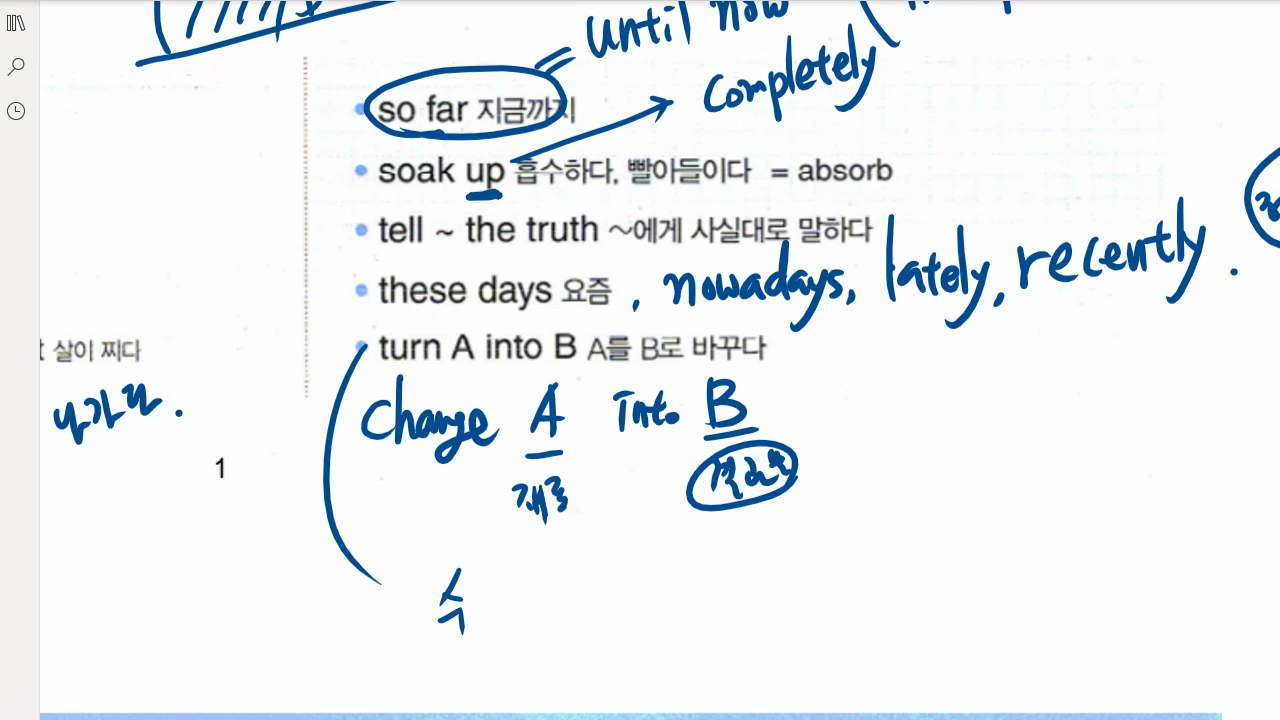 = until now
completely
• so far 지금까지
• soak up 흡수하다, 빨아들이다 = absorb
• tell ~ the truth ~에게 사실대로 말하다
• these days 요즘 , nowadays, lately, recently.
• turn A into B A를 B로 바꾸다
살이 찌다
change A into B
재료
1
수